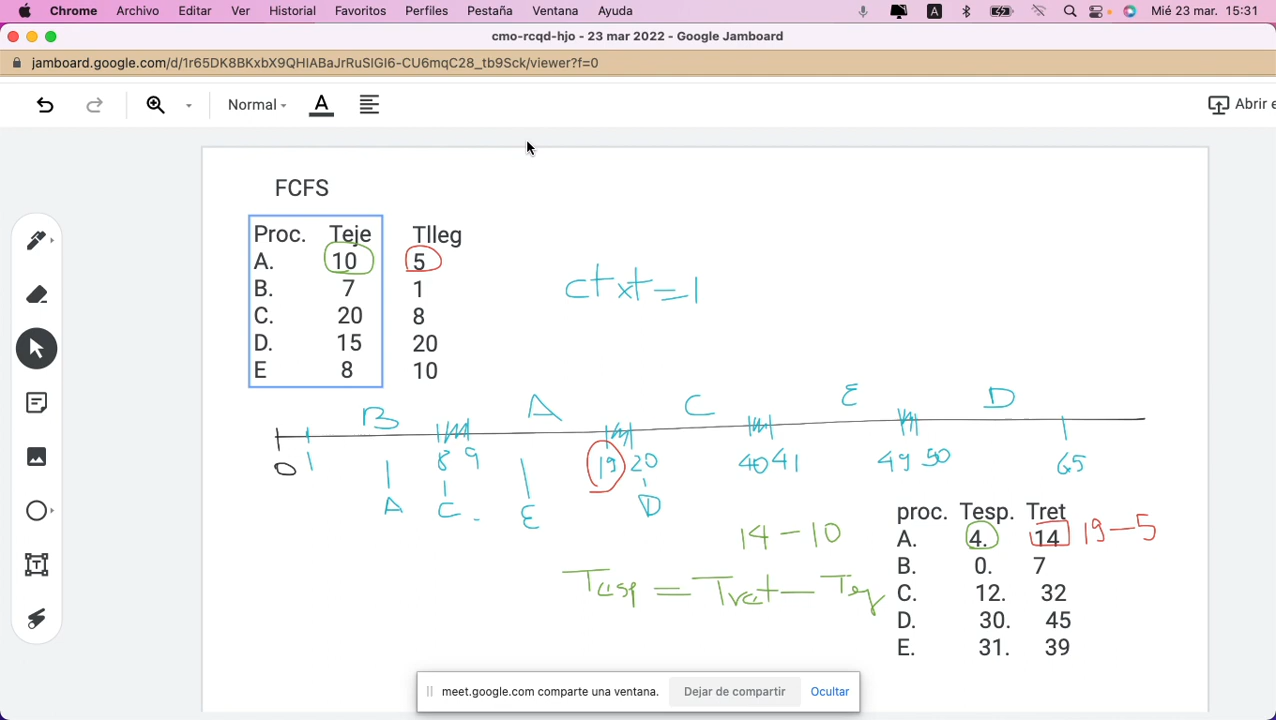 Chrome Archivo Editar Ver Historial Favoritos Perfiles Pestaña Ventana Ayuda A Mié 23 mar. 15:31
cmo-rcqd-hjo - 23 mar 2022 - Google Jamboard
jamboard.google.com/d/1r65DK8BKxbX9QHIABaJrRuSlGI6-CU6mqC28_tb9Sck/viewer?f=0
Normal A Abrir e
FCFS
Proc. Teje Tlleg
A. 10 5
B. 7 1
C. 20 8
D. 15 20
E 8 10
ctxt=1
B A C E D
0 1 8 9 19 20 40 41 49 50 65
A C. E D
proc. Tesp. Tret
A. 4. 14 19-5
B. 0. 7
C. 12. 32
D. 30. 45
E. 31. 39
14-10
Tesp = Tret - Tej
meet.google.com comparte una ventana. Dejar de compartir Ocultar